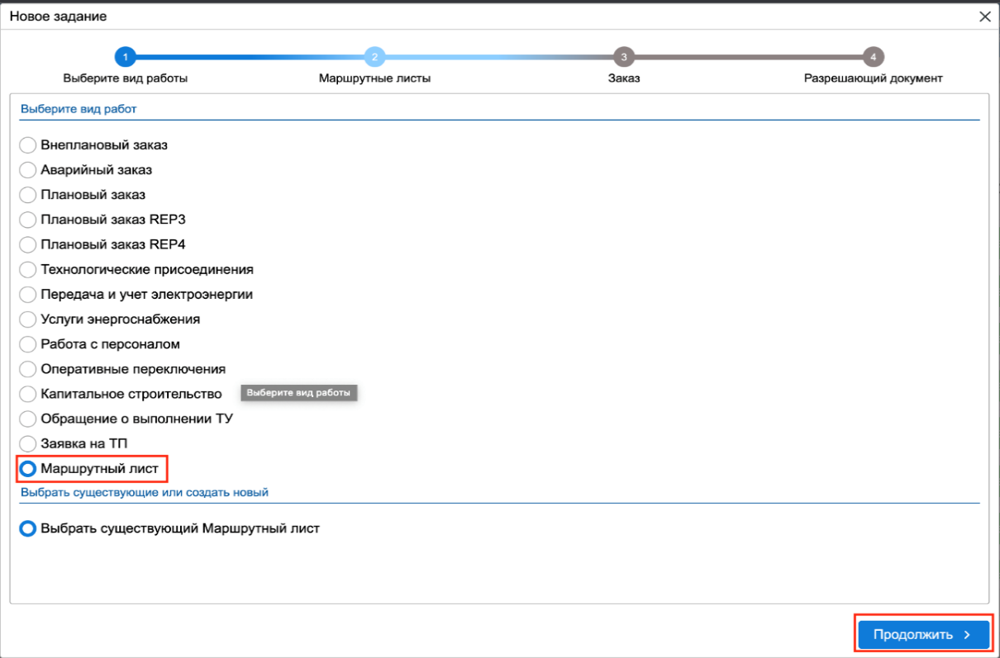 Новое задание
1 2 3 4
Выберите вид работы Маршрутные листы Заказ Разрешающий документ
Выберите вид работ
Внеплановый заказ
Аварийный заказ
Плановый заказ
Плановый заказ REP3
Плановый заказ REP4
Технологические присоединения
Передача и учет электроэнергии
Услуги энергоснабжения
Работа с персоналом
Оперативные переключения
Капитальное строительство Выберите вид работы
Обращение о выполнении ТУ
Заявка на ТП
Маршрутный лист
Выбрать существующие или создать новый
Выбрать существующий Маршрутный лист
Продолжить